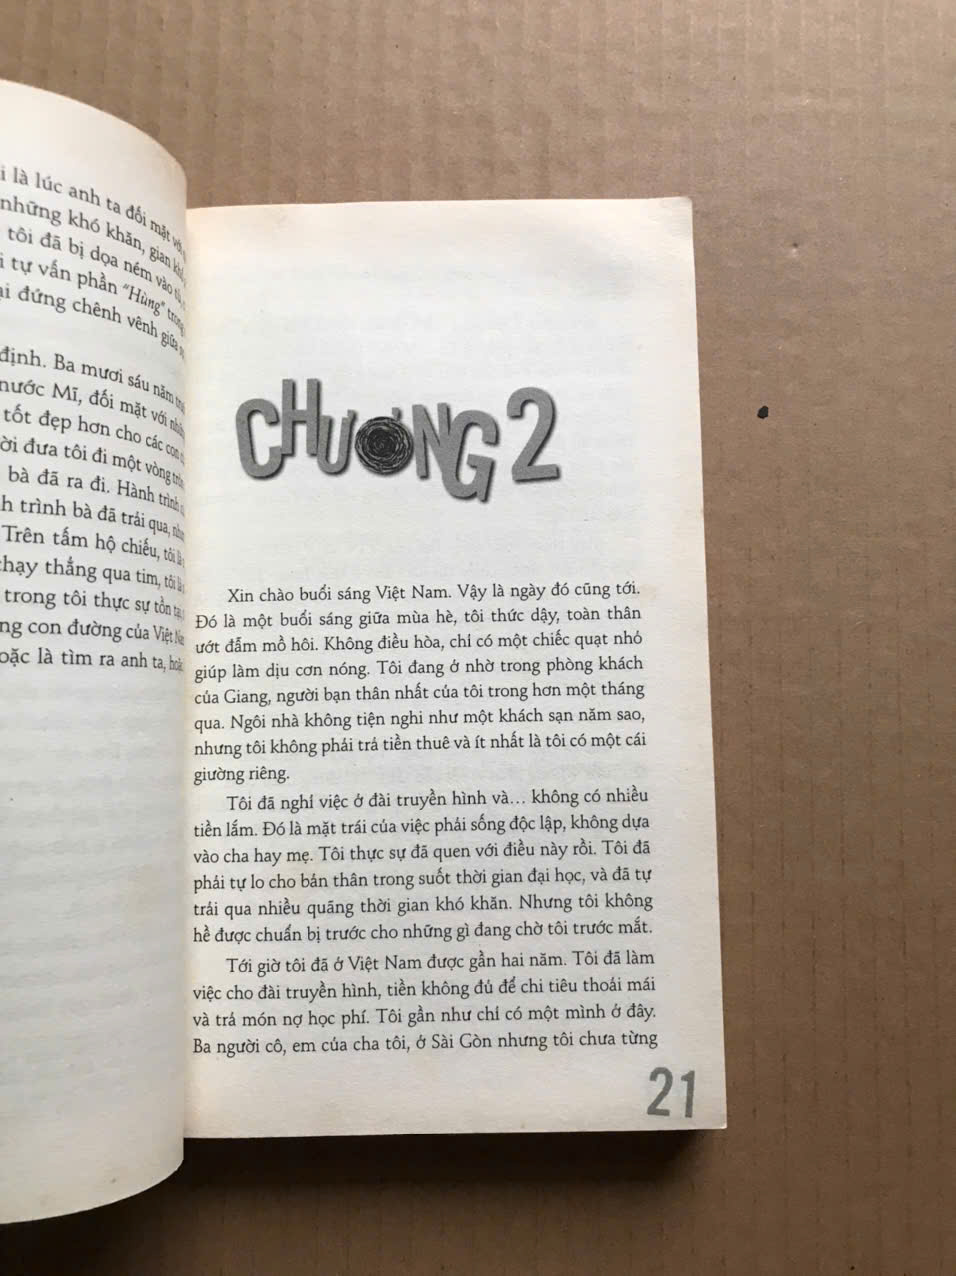 i là lúc anh ta đối mặt với
những khó khăn, gian
tôi đã bị dọa ném vào
i tự vấn phần "Hùng" trong
ại đứng chênh vênh giữa
định. Ba mươi sáu năm
nước Mĩ, đối mặt với
tốt đẹp hơn cho các con
ời đưa tôi đi một vòng
bà đã ra đi. Hành trình
h trình bà đã trải qua,
Trên tấm hộ chiếu, tôi là
chạy thẳng qua tim, tôi là
trong tôi thực sự tồn tại,
ng con đường của Việt Nam
oặc là tìm ra anh ta, hoặc
CHƯƠNG 2
Xin chào buổi sáng Việt Nam. Vậy là ngày đó cũng tới.
Đó là một buổi sáng giữa mùa hè, tôi thức dậy, toàn thân
ướt đẫm mồ hôi. Không điều hòa, chỉ có một chiếc quạt nhỏ
giúp làm dịu cơn nóng. Tôi đang ở nhờ trong phòng khách
của Giang, người bạn thân nhất của tôi trong hơn một tháng
qua. Ngôi nhà không tiện nghi như một khách sạn năm sao,
nhưng tôi không phải trả tiền thuê và ít nhất là tôi có một cái
giường riêng.
Tôi đã nghỉ việc ở đài truyền hình và... không có nhiều
tiền lắm. Đó là mặt trái của việc phải sống độc lập, không dựa
vào cha hay mẹ. Tôi thực sự đã quen với điều này rồi. Tôi đã
phải tự lo cho bản thân trong suốt thời gian đại học, và đã tự
trải qua nhiều quãng thời gian khó khăn. Nhưng tôi không
hề được chuẩn bị trước cho những gì đang chờ tôi trước mắt.
Tới giờ tôi đã ở Việt Nam được gần hai năm. Tôi đã làm
việc cho đài truyền hình, tiền không đủ để chi tiêu thoải mái
và trả món nợ học phí. Tôi gần như chỉ có một mình ở đây.
Ba người cô, em của cha tôi, ở Sài Gòn nhưng tôi chưa từng
21